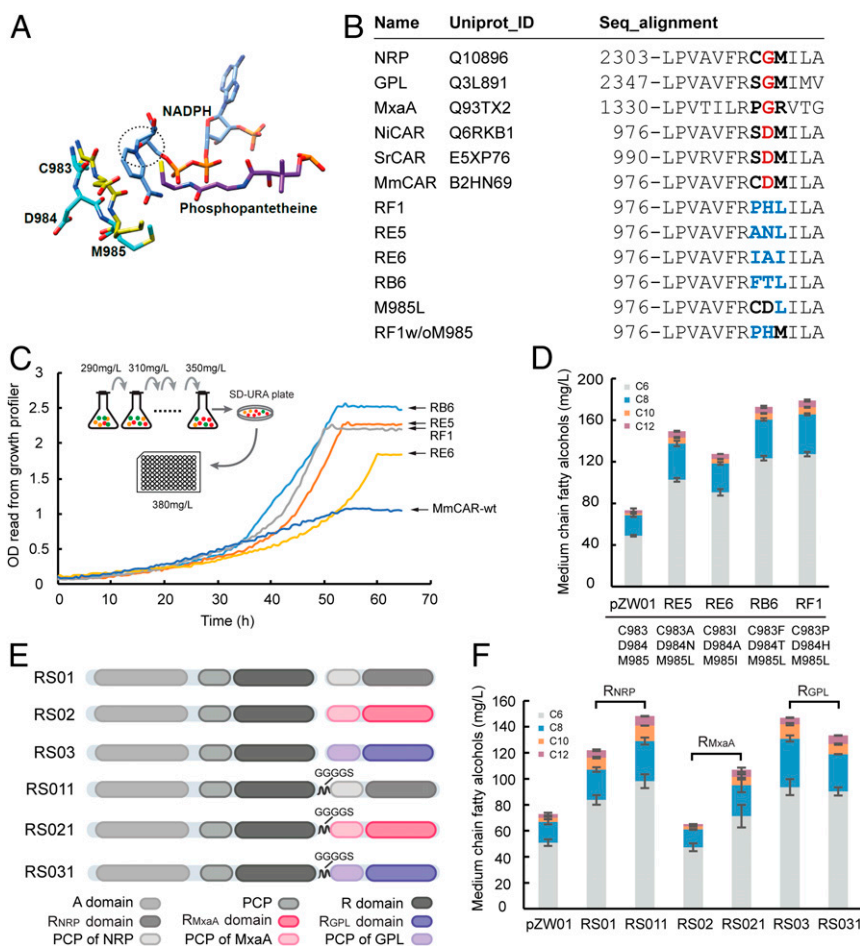 A
NADPH
C983
D984
M985
Phosphopantetheine
B
Name Uniprot_ID Seq_alignment
NRP Q10896 2303-LPVAVFRCGMILA
GPL Q3L891 2347-LPVAVFRSGMIMV
MxaA Q93TX2 1330-LPVTILRPGRVTG
NiCAR Q6RKB1 976-LPVAVFRSDMILA
SrCAR E5XP76 990-LPVRVFRSDMILA
MmCAR B2HN69 976-LPVAVFRCDMILA
RF1 976-LPVAVFRPHLILA
RE5 976-LPVAVFRANLILA
RE6 976-LPVAVFRIAIILA
RB6 976-LPVAVFRFTLILA
M985L 976-LPVAVFRCDLILA
RF1w/oM985 976-LPVAVFRPHMILA
C
290mg/L 310mg/L 350mg/L
SD-URA plate
380mg/L
OD read from growth profiler
3
2.5
2
1.5
1
0.5
0
0 10 20 30 40 50 60 70
Time (h)
RB6
RE5
RF1
RE6
MmCAR-wt
D
Medium chain fatty alcohols (mg/L)
200
160
120
80
40
0
C6
C8
C10
C12
pZW01 RE5 RE6 RB6 RF1
C983 C983A C983I C983F C983P
D984 D984N D984A D984T D984H
M985 M985L M985I M985L M985L
E
RS01
RS02
RS03
RS011
GGGGS
RS021
GGGGS
RS031
GGGGS
A domain PCP R domain
RNRP domain RMxaA domain RGPL domain
PCP of NRP PCP of MxaA PCP of GPL
F
Medium chain fatty alcohols (mg/L)
160
140
120
100
80
60
40
20
0
C6
C8
C10
C12
RNRP
RMxaA
RGPL
pZW01 RS01 RS011 RS02 RS021 RS03 RS031